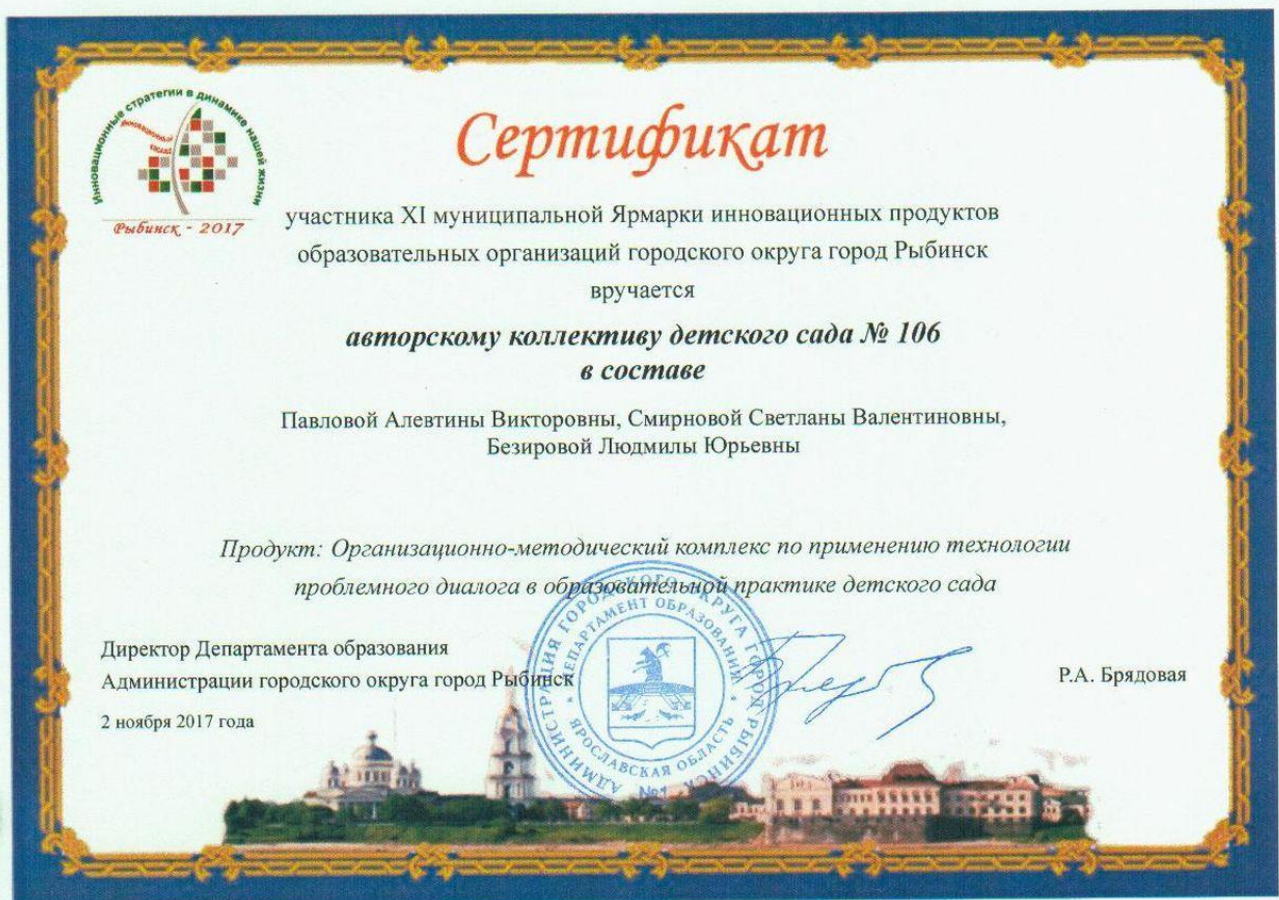 Инновационные стратегии в динамике нашей жизни
Инновационный
каскад
Рыбинск - 2017
Сертификат
участника XI муниципальной Ярмарки инновационных продуктов
образовательных организаций городского округа город Рыбинск
вручается
авторскому коллективу детского сада № 106
в составе
Павловой Алевтины Викторовны, Смирновой Светланы Валентиновны,
Безировой Людмилы Юрьевны
Продукт: Организационно-методический комплекс по применению технологии
проблемного диалога в образовательной практике детского сада
Директор Департамента образования
Администрации городского округа город Рыбинск
Р.А. Брядовая
2 ноября 2017 года
АДМИНИСТРАЦИЯ ГОРОДСКОГО ОКРУГА ГОРОД РЫБИНСК
ДЕПАРТАМЕНТ ОБРАЗОВАНИЯ
ЯРОСЛАВСКАЯ ОБЛАСТЬ
№1